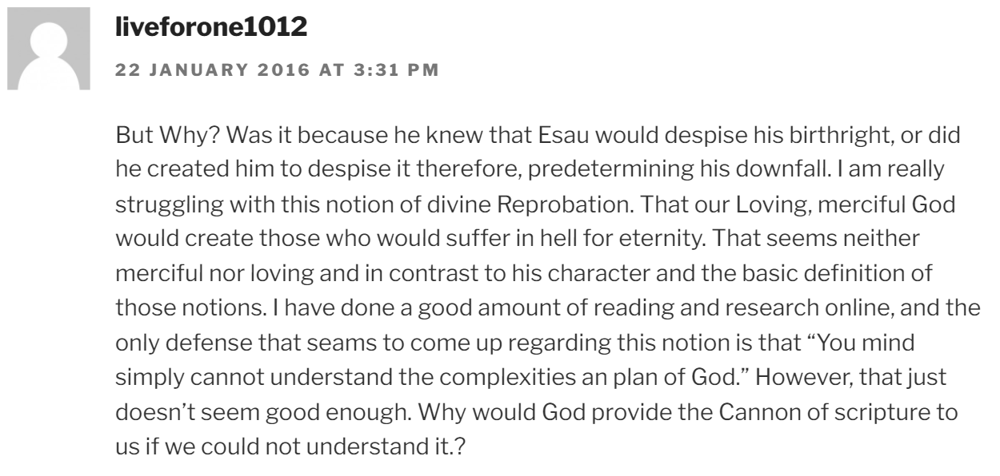 liveforone1012
22 JANUARY 2016 AT 3:31 PM
But Why? Was it because he knew that Esau would despise his birthright, or did
he created him to despise it therefore, predetermining his downfall. I am really
struggling with this notion of divine Reprobation. That our Loving, merciful God
would create those who would suffer in hell for eternity. That seems neither
merciful nor loving and in contrast to his character and the basic definition of
those notions. I have done a good amount of reading and research online, and the
only defense that seams to come up regarding this notion is that “You mind
simply cannot understand the complexities an plan of God.” However, that just
doesn’t seem good enough. Why would God provide the Cannon of scripture to
us if we could not understand it.?